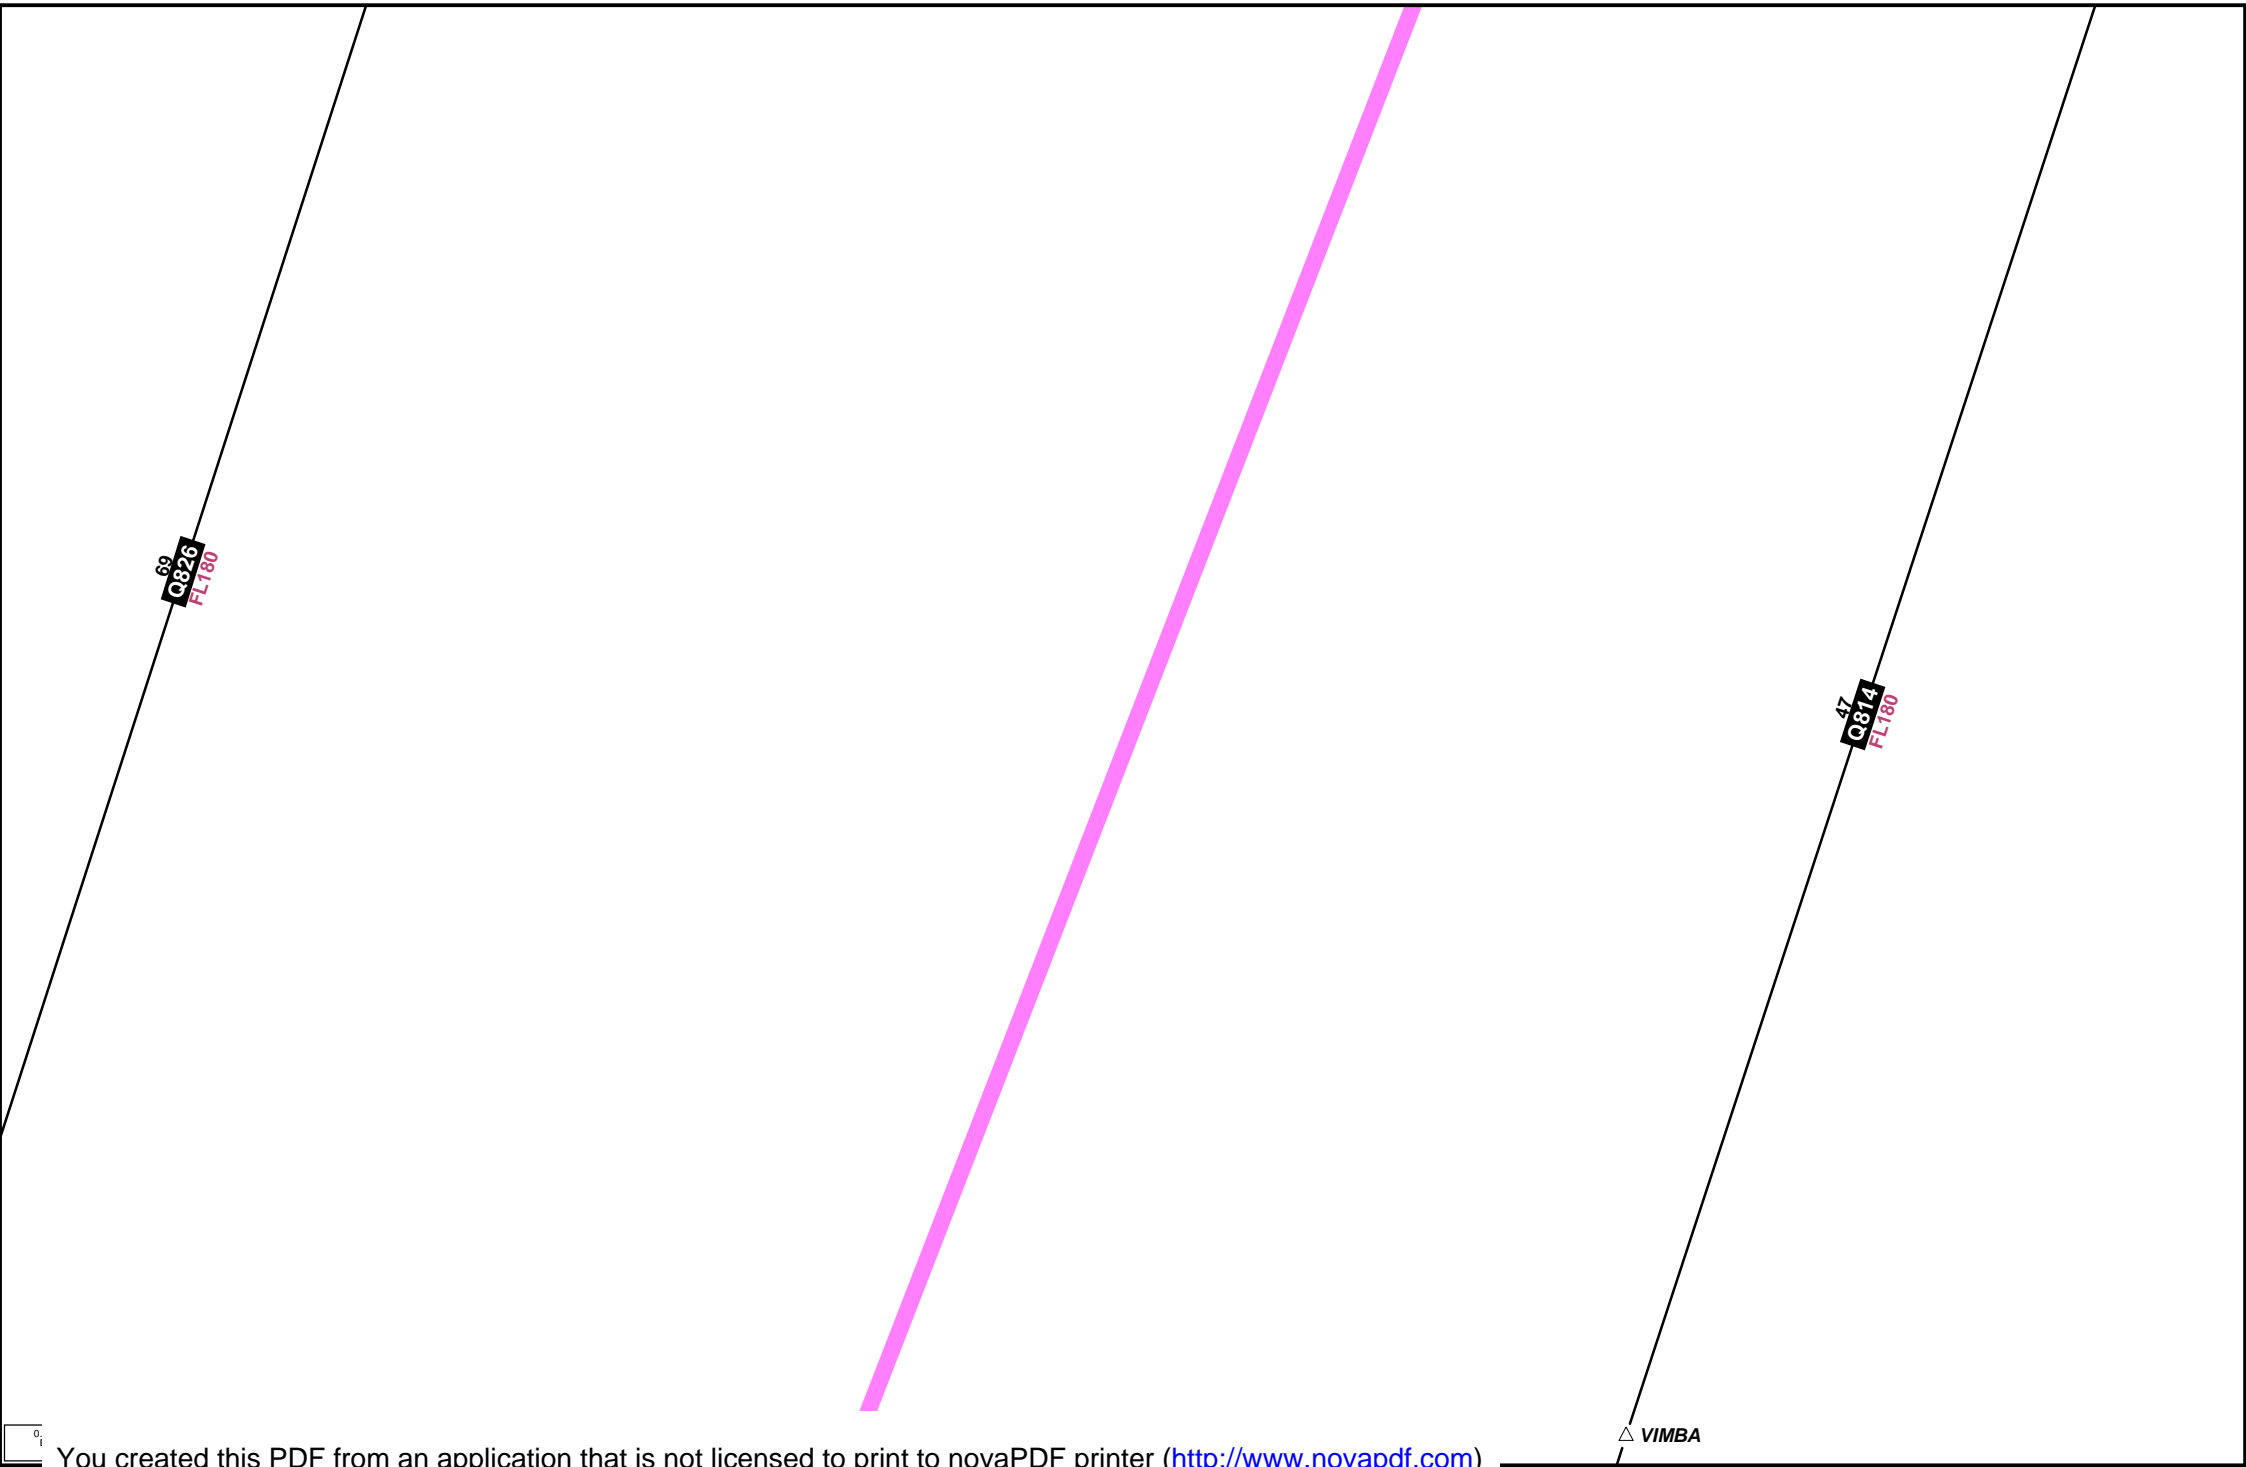 69
Q826
FL180
47
Q814
FL180
VIMBA
You created this PDF from an application that is not licensed to print to novaPDF printer (http://www.novapdf.com)